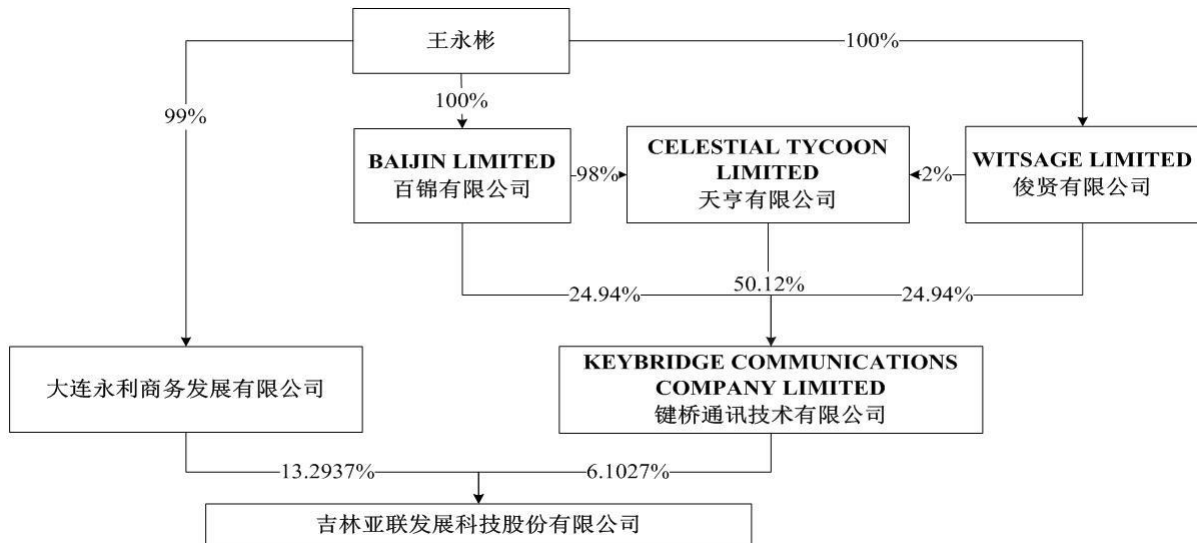 王永彬
100%
99%
100%
BAIJIN LIMITED
百锦有限公司
98%
CELESTIAL TYCOON
LIMITED
天亨有限公司
2%
WITSAGE LIMITED
俊贤有限公司
24.94%
50.12%
24.94%
大连永利商务发展有限公司
KEYBRIDGE COMMUNICATIONS
COMPANY LIMITED
键桥通讯技术有限公司
13.2937%
6.1027%
吉林亚联发展科技股份有限公司